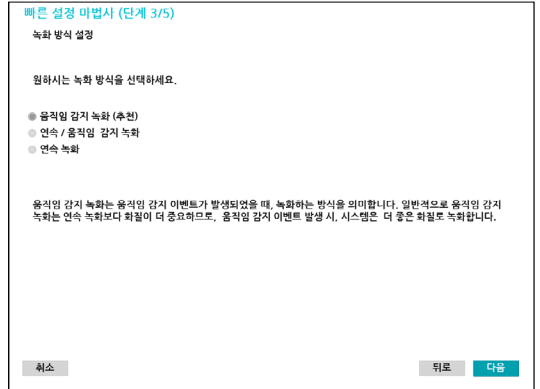 빠른 설정 마법사 (단계 3/5)
녹화 방식 설정
원하시는 녹화 방식을 선택하세요.
움직임 감지 녹화 (추천)
연속 / 움직임 감지 녹화
연속 녹화
움직임 감지 녹화는 움직임 감지 이벤트가 발생되었을 때, 녹화하는 방식을 의미합니다. 일반적으로 움직임 감지
녹화는 연속 녹화보다 화질이 더 중요하므로, 움직임 감지 이벤트 발생 시, 시스템은 더 좋은 화질로 녹화합니다.
취소 뒤로 다음